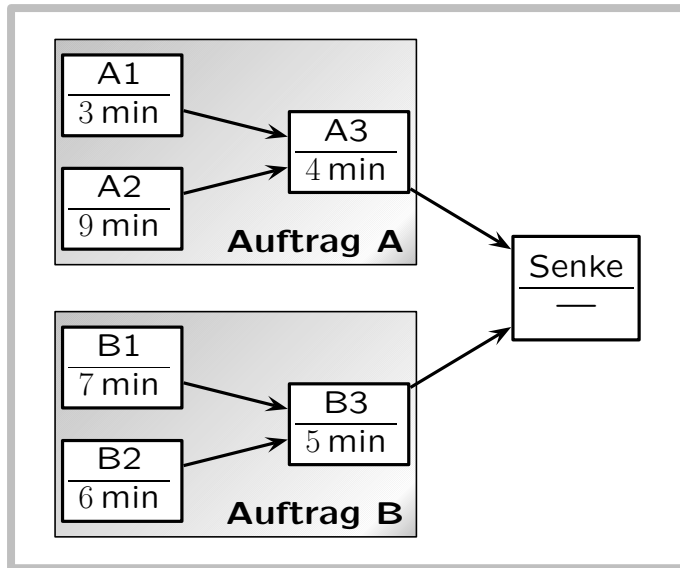 A1
3 min
A2
9 min
A3
4 min
Auftrag A
Senke
—
B1
7 min
B2
6 min
B3
5 min
Auftrag B